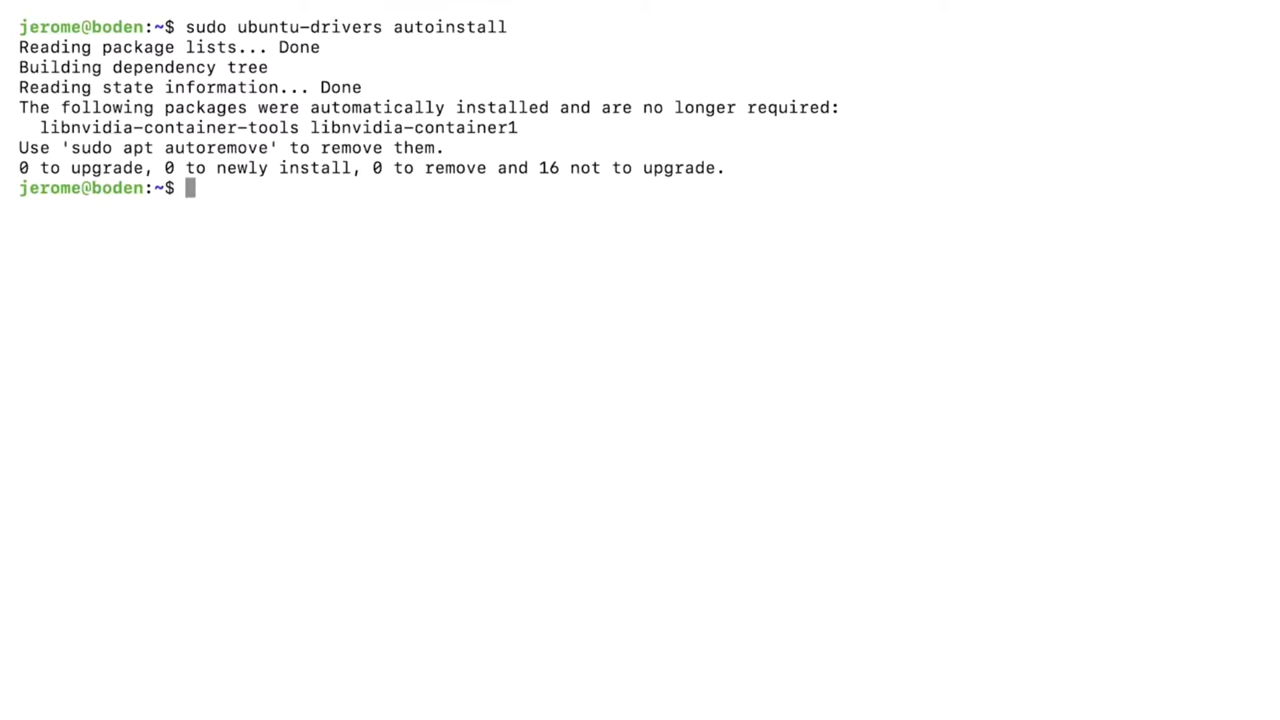 jerome@boden:~$ sudo ubuntu-drivers autoinstall
Reading package lists... Done
Building dependency tree
Reading state information... Done
The following packages were automatically installed and are no longer required:
  libnvidia-container-tools libnvidia-container1
Use 'sudo apt autoremove' to remove them.
0 to upgrade, 0 to newly install, 0 to remove and 16 not to upgrade.
jerome@boden:~$